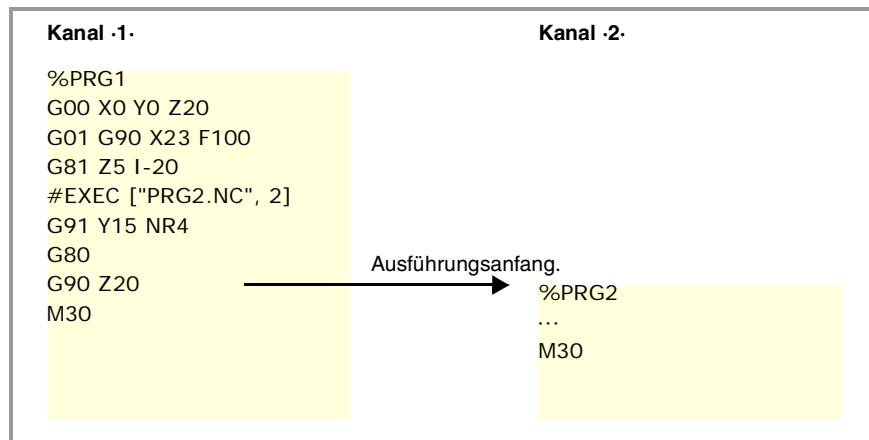 Kanal ·1·
%PRG1
G00 X0 Y0 Z20
G01 G90 X23 F100
G81 Z5 I-20
#EXEC ["PRG2.NC", 2]
G91 Y15 NR4
G80
G90 Z20
M30
Ausführungsanfang.
Kanal ·2·
%PRG2
...
M30